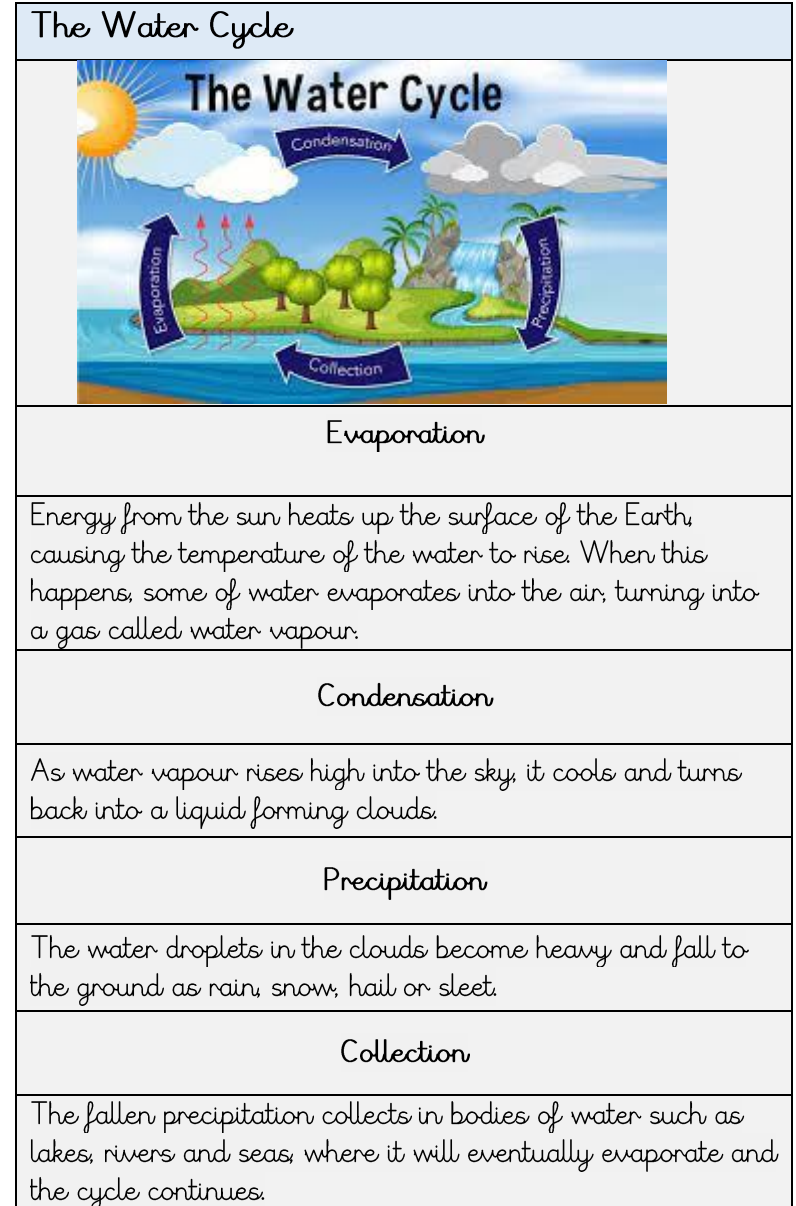 The Water Cycle
The Water Cycle
Condensation
Evaporation
Precipitation
Collection
Evaporation
Energy from the sun heats up the surface of the Earth,
causing the temperature of the water to rise. When this
happens, some of water evaporates into the air, turning into
a gas called water vapour.
Condensation
As water vapour rises high into the sky, it cools and turns
back into a liquid forming clouds.
Precipitation
The water droplets in the clouds become heavy and fall to
the ground as rain, snow, hail or sleet.
Collection
The fallen precipitation collects in bodies of water such as
lakes, rivers and seas, where it will eventually evaporate and
the cycle continues.